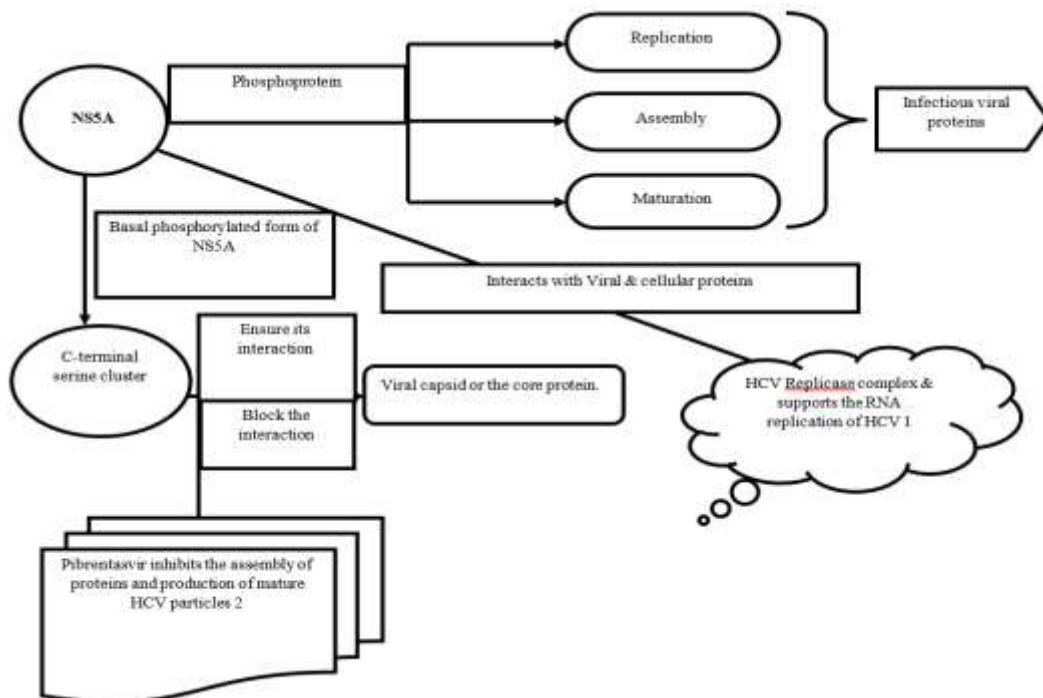 Replication
Phosphoprotein
NS5A
Assembly
Infectious viral
proteins
Maturation
Basal phosphorylated form of
NS5A
Interacts with Viral & cellular proteins
Ensure its
interaction
C-terminal
serine cluster
Viral capsid or the core protein.
Block the
interaction
HCV Replicase complex &
supports the RNA
replication of HCV 1
Pibrentasvir inhibits the assembly of
proteins and production of mature
HCV particles 2